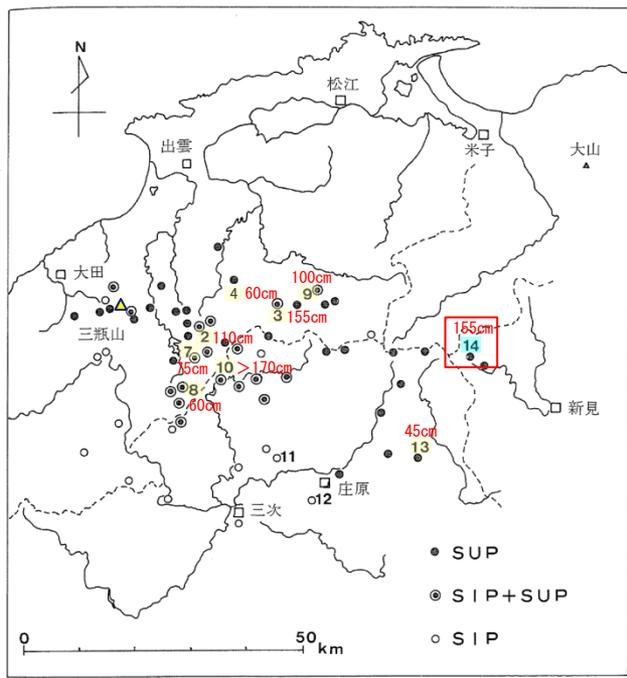 N
松江
出雲
米子
大山
大田
100cm
4 60cm
9
3 155cm
三瓶山
155cm
14
2 110cm
7
75cm
10 >170cm
新見
8
60cm
45cm
13
11
庄原
12
三次
SUP
SIP+SUP
SIP
0 50 km